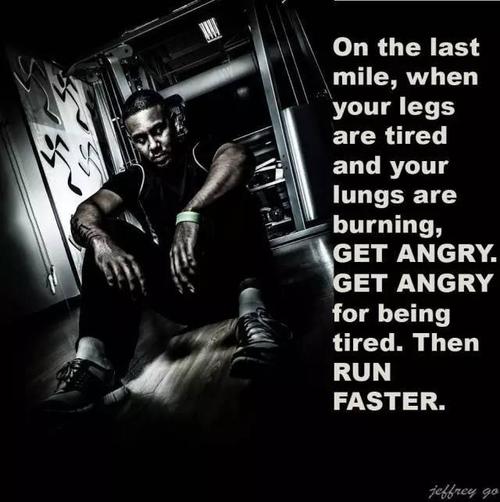 On the last
mile, when
your legs
are tired
and your
lungs are
burning,
GET ANGRY.
GET ANGRY
for being
tired. Then
RUN
FASTER.
jeffrey go